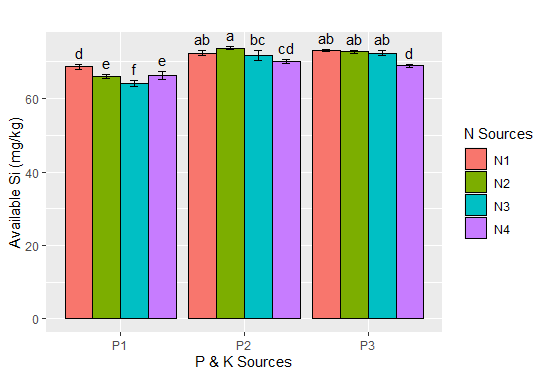 a
ab bc ab ab ab
d cd
e e d
f
60
40
20
0
Available Si (mg/kg)
P1 P2 P3
P & K Sources
N Sources
N1
N2
N3
N4